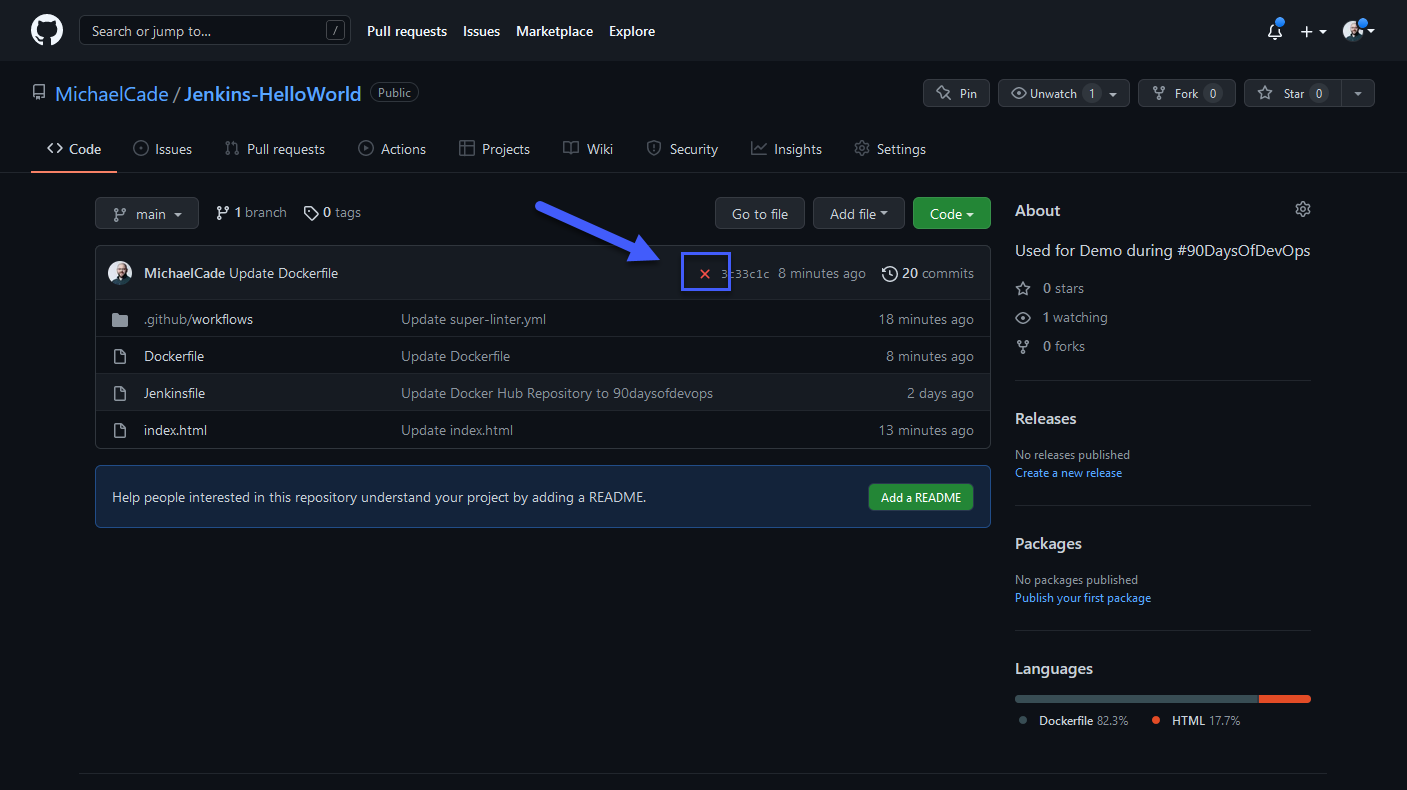 Search or jump to... / Pull requests Issues Marketplace Explore
MichaelCade / Jenkins-HelloWorld Public Pin Unwatch 1 Fork 0 Star 0
Code Issues Pull requests Actions Projects Wiki Security Insights Settings
main 1 branch 0 tags Go to file Add file Code
MichaelCade Update Dockerfile 3c33c1c 8 minutes ago 20 commits
.github/workflows Update super-linter.yml 18 minutes ago
Dockerfile Update Dockerfile 8 minutes ago
Jenkinsfile Update Docker Hub Repository to 90daysofdevops 2 days ago
index.html Update index.html 13 minutes ago
Help people interested in this repository understand your project by adding a README. Add a README
About
Used for Demo during #90DaysOfDevOps
0 stars
1 watching
0 forks
Releases
No releases published
Create a new release
Packages
No packages published
Publish your first package
Languages
Dockerfile 82.3% HTML 17.7%